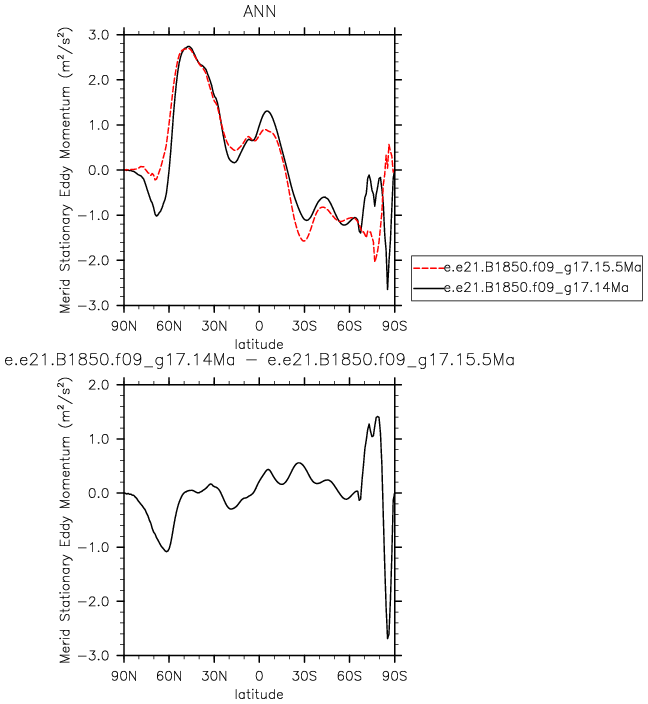 ANN
Merid Stationary Eddy Momentum (m²/s²)
3.0
2.0
1.0
0.0
-1.0
-2.0
-3.0
90N 60N 30N 0 30S 60S 90S
latitude
e.e21.B1850.f09_g17.15.5Ma
e.e21.B1850.f09_g17.14Ma
e.e21.B1850.f09_g17.14Ma - e.e21.B1850.f09_g17.15.5Ma
Merid Stationary Eddy Momentum (m²/s²)
2.0
1.0
0.0
-1.0
-2.0
-3.0
90N 60N 30N 0 30S 60S 90S
latitude